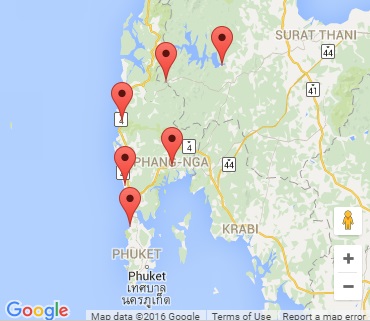 SURAT THANI
44
41
4
PHANG-NGA
4
44
4
KRABI
PHUKET
Phuket
เทศบาล
นครภูเก็ต
+
−
Google
Map data ©2016 Google
Terms of Use
Report a map error